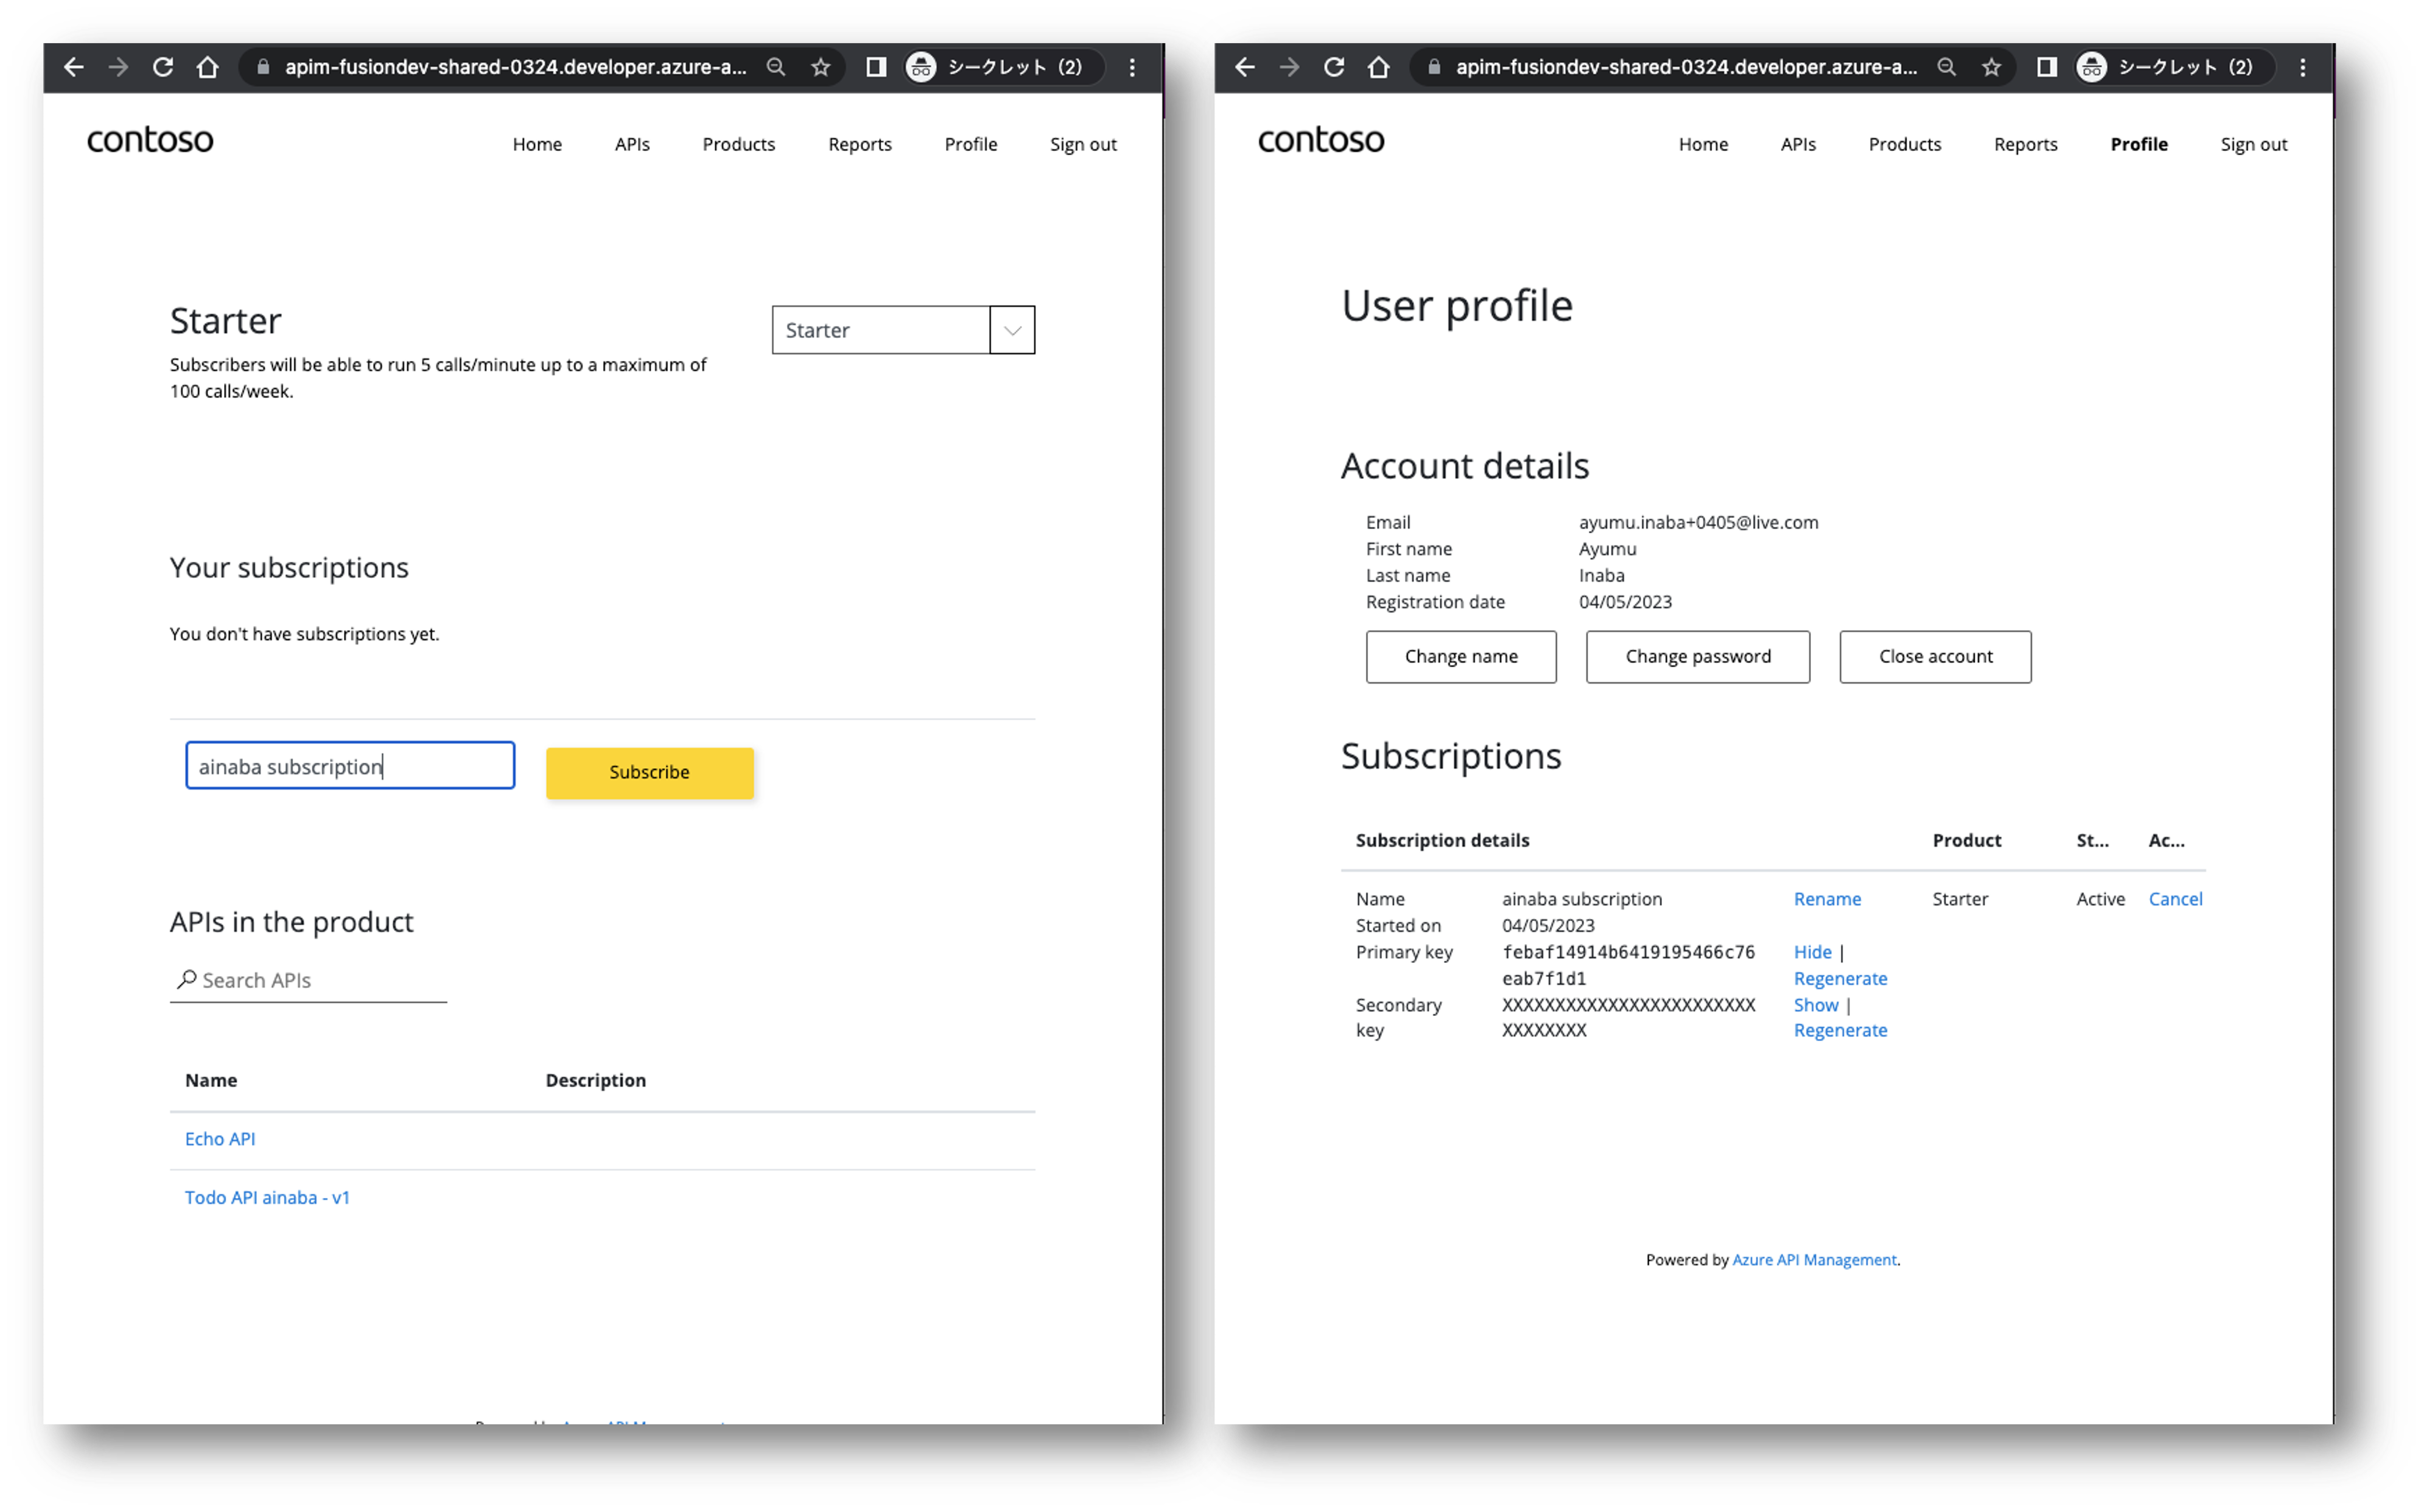 apim-fusiondev-shared-0324.developer.azure-a...
シークレット (2)
contoso
Home
APIs
Products
Reports
Profile
Sign out
Starter
Starter
Subscribers will be able to run 5 calls/minute up to a maximum of
100 calls/week.
Your subscriptions
You don't have subscriptions yet.
ainaba subscription
Subscribe
APIs in the product
Search APIs
Name Description
Echo API
Todo API ainaba - v1
apim-fusiondev-shared-0324.developer.azure-a...
シークレット (2)
contoso
Home
APIs
Products
Reports
Profile
Sign out
User profile
Account details
Email ayumu.inaba+0405@live.com
First name Ayumu
Last name Inaba
Registration date 04/05/2023
Change name
Change password
Close account
Subscriptions
Subscription details Product St... Ac...
Name ainaba subscription Rename Starter Active Cancel
Started on 04/05/2023
Primary key febaf14914b6419195466c76 Hide |
eab7f1d1 Regenerate
Secondary XXXXXXXXXXXXXXXXXXXXXXXX Show |
key XXXXXXXX Regenerate
Powered by Azure API Management.